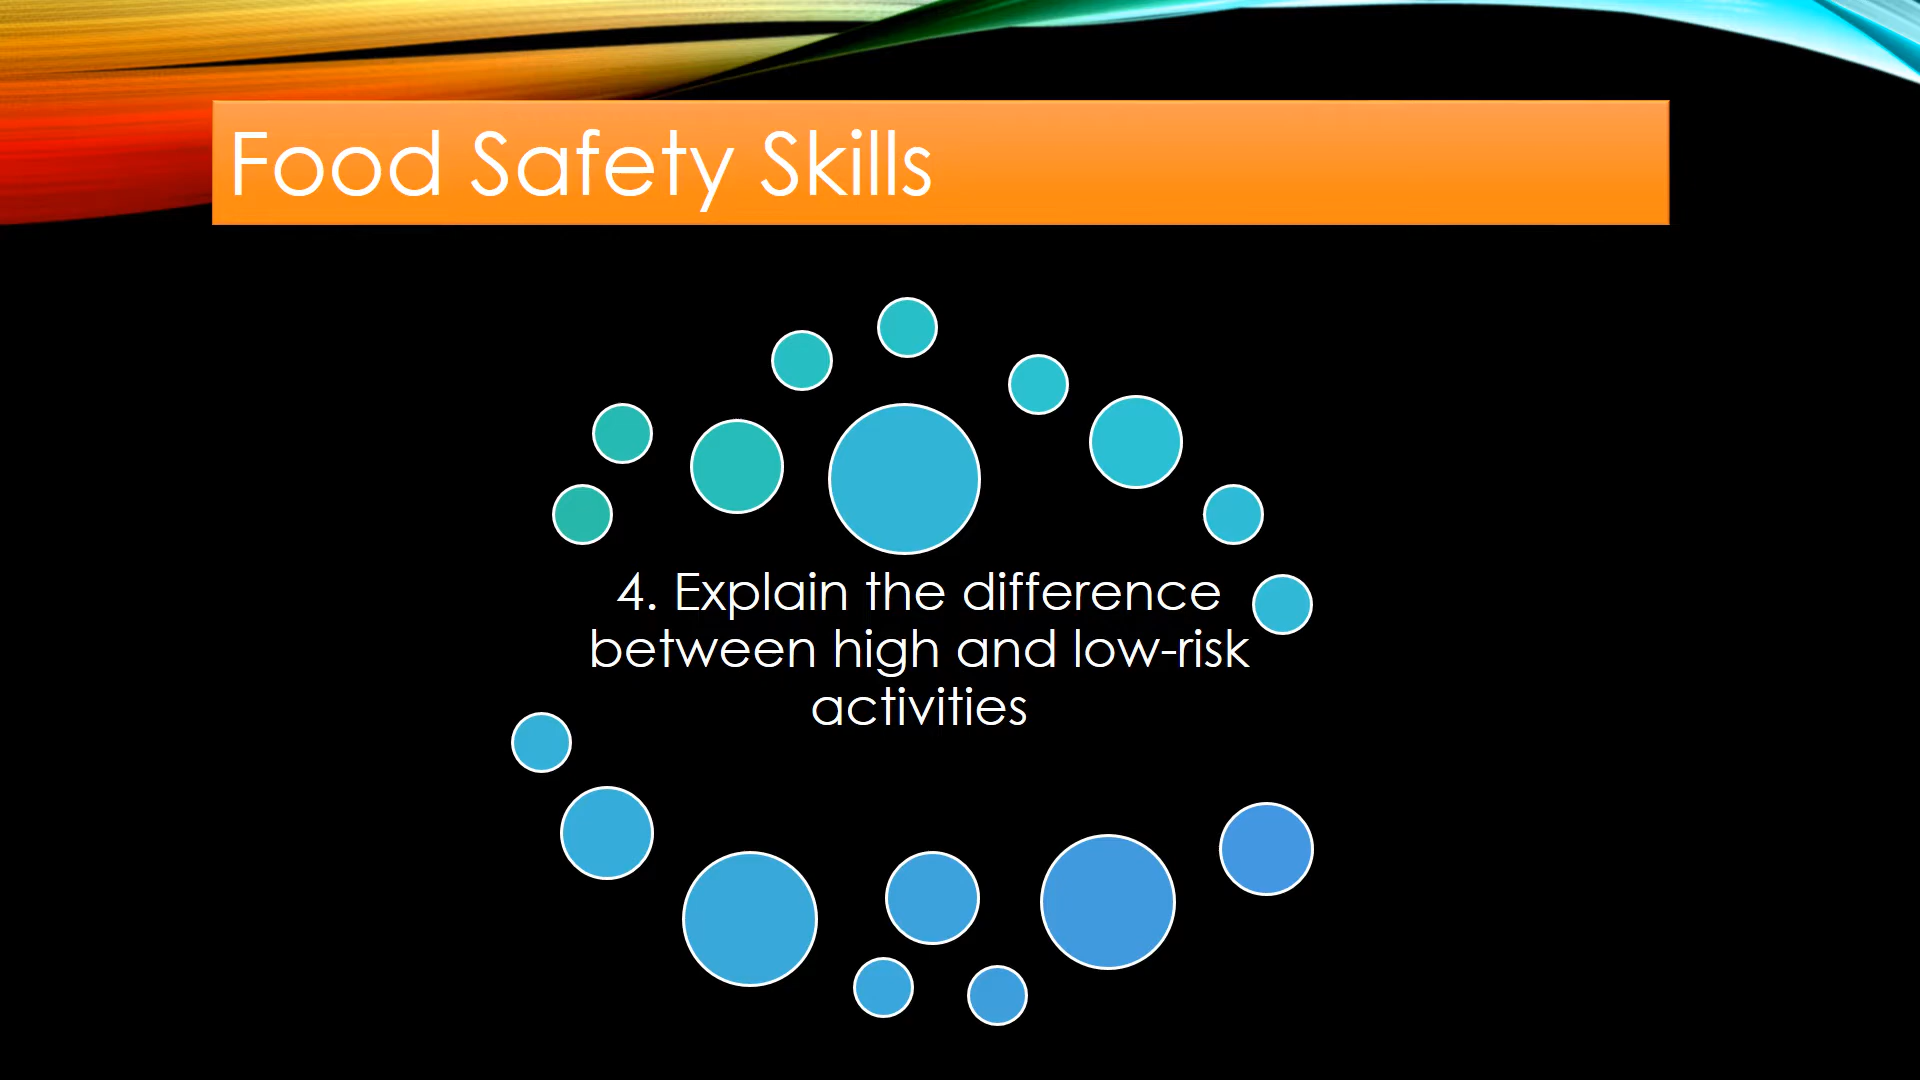 Food Safety Skills
4. Explain the difference
between high and low-risk
activities